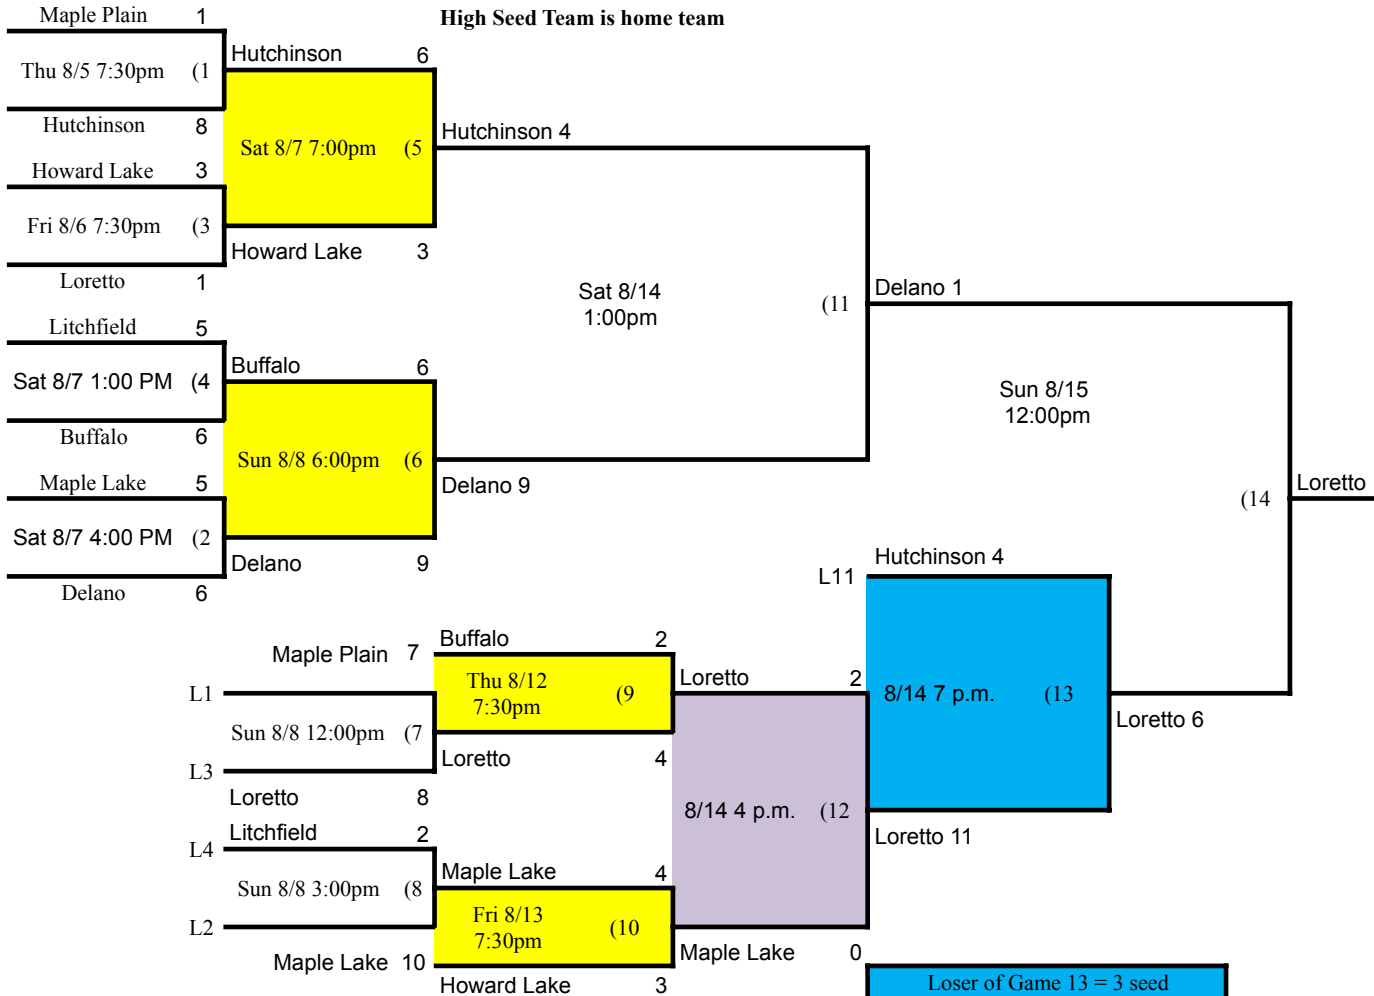 Maple Plain 1
High Seed Team is home team
Thu 8/5 7:30pm (1
Hutchinson 6
Hutchinson 8
Sat 8/7 7:00pm (5
Hutchinson 4
Howard Lake 3
Fri 8/6 7:30pm (3
Howard Lake 3
Loretto 1
Sat 8/14
1:00pm
(11
Delano 1
Litchfield 5
Buffalo 6
Sat 8/7 1:00 PM (4
Buffalo 6
Sun 8/8 6:00pm (6
Delano 9
Maple Lake 5
Sat 8/7 4:00 PM (2
Delano 9
Delano 6
Sun 8/15
12:00pm
(14
Loretto
L11
Hutchinson 4
Maple Plain 7
Buffalo 2
L1
Thu 8/12
7:30pm
(9
Loretto 2
8/14 7 p.m. (13
Loretto 6
Sun 8/8 12:00pm (7
Loretto 4
L3
Loretto 8
8/14 4 p.m. (12
Loretto 11
Litchfield 2
L4
Sun 8/8 3:00pm (8
Maple Lake 4
L2
Fri 8/13
7:30pm
(10
Maple Lake 0
Maple Lake 10
Howard Lake 3
Loser of Game 13 = 3 seed